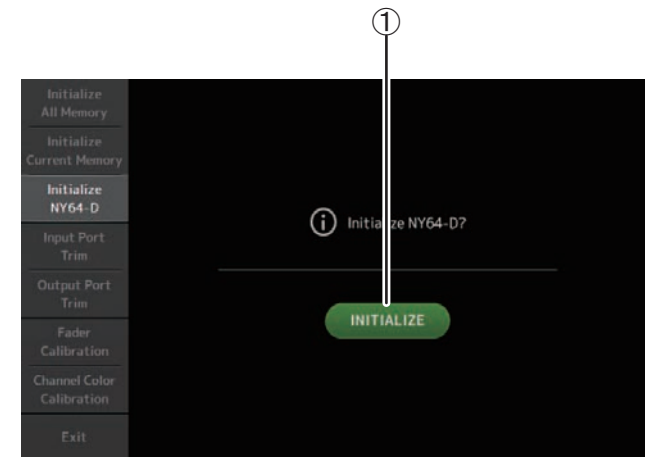 ①
Initialize
All Memory
Initialize
Current Memory
Initialize
NY64-D
Input Port
Trim
Output Port
Trim
Fader
Calibration
Channel Color
Calibration
Exit
Initialize NY64-D?
INITIALIZE